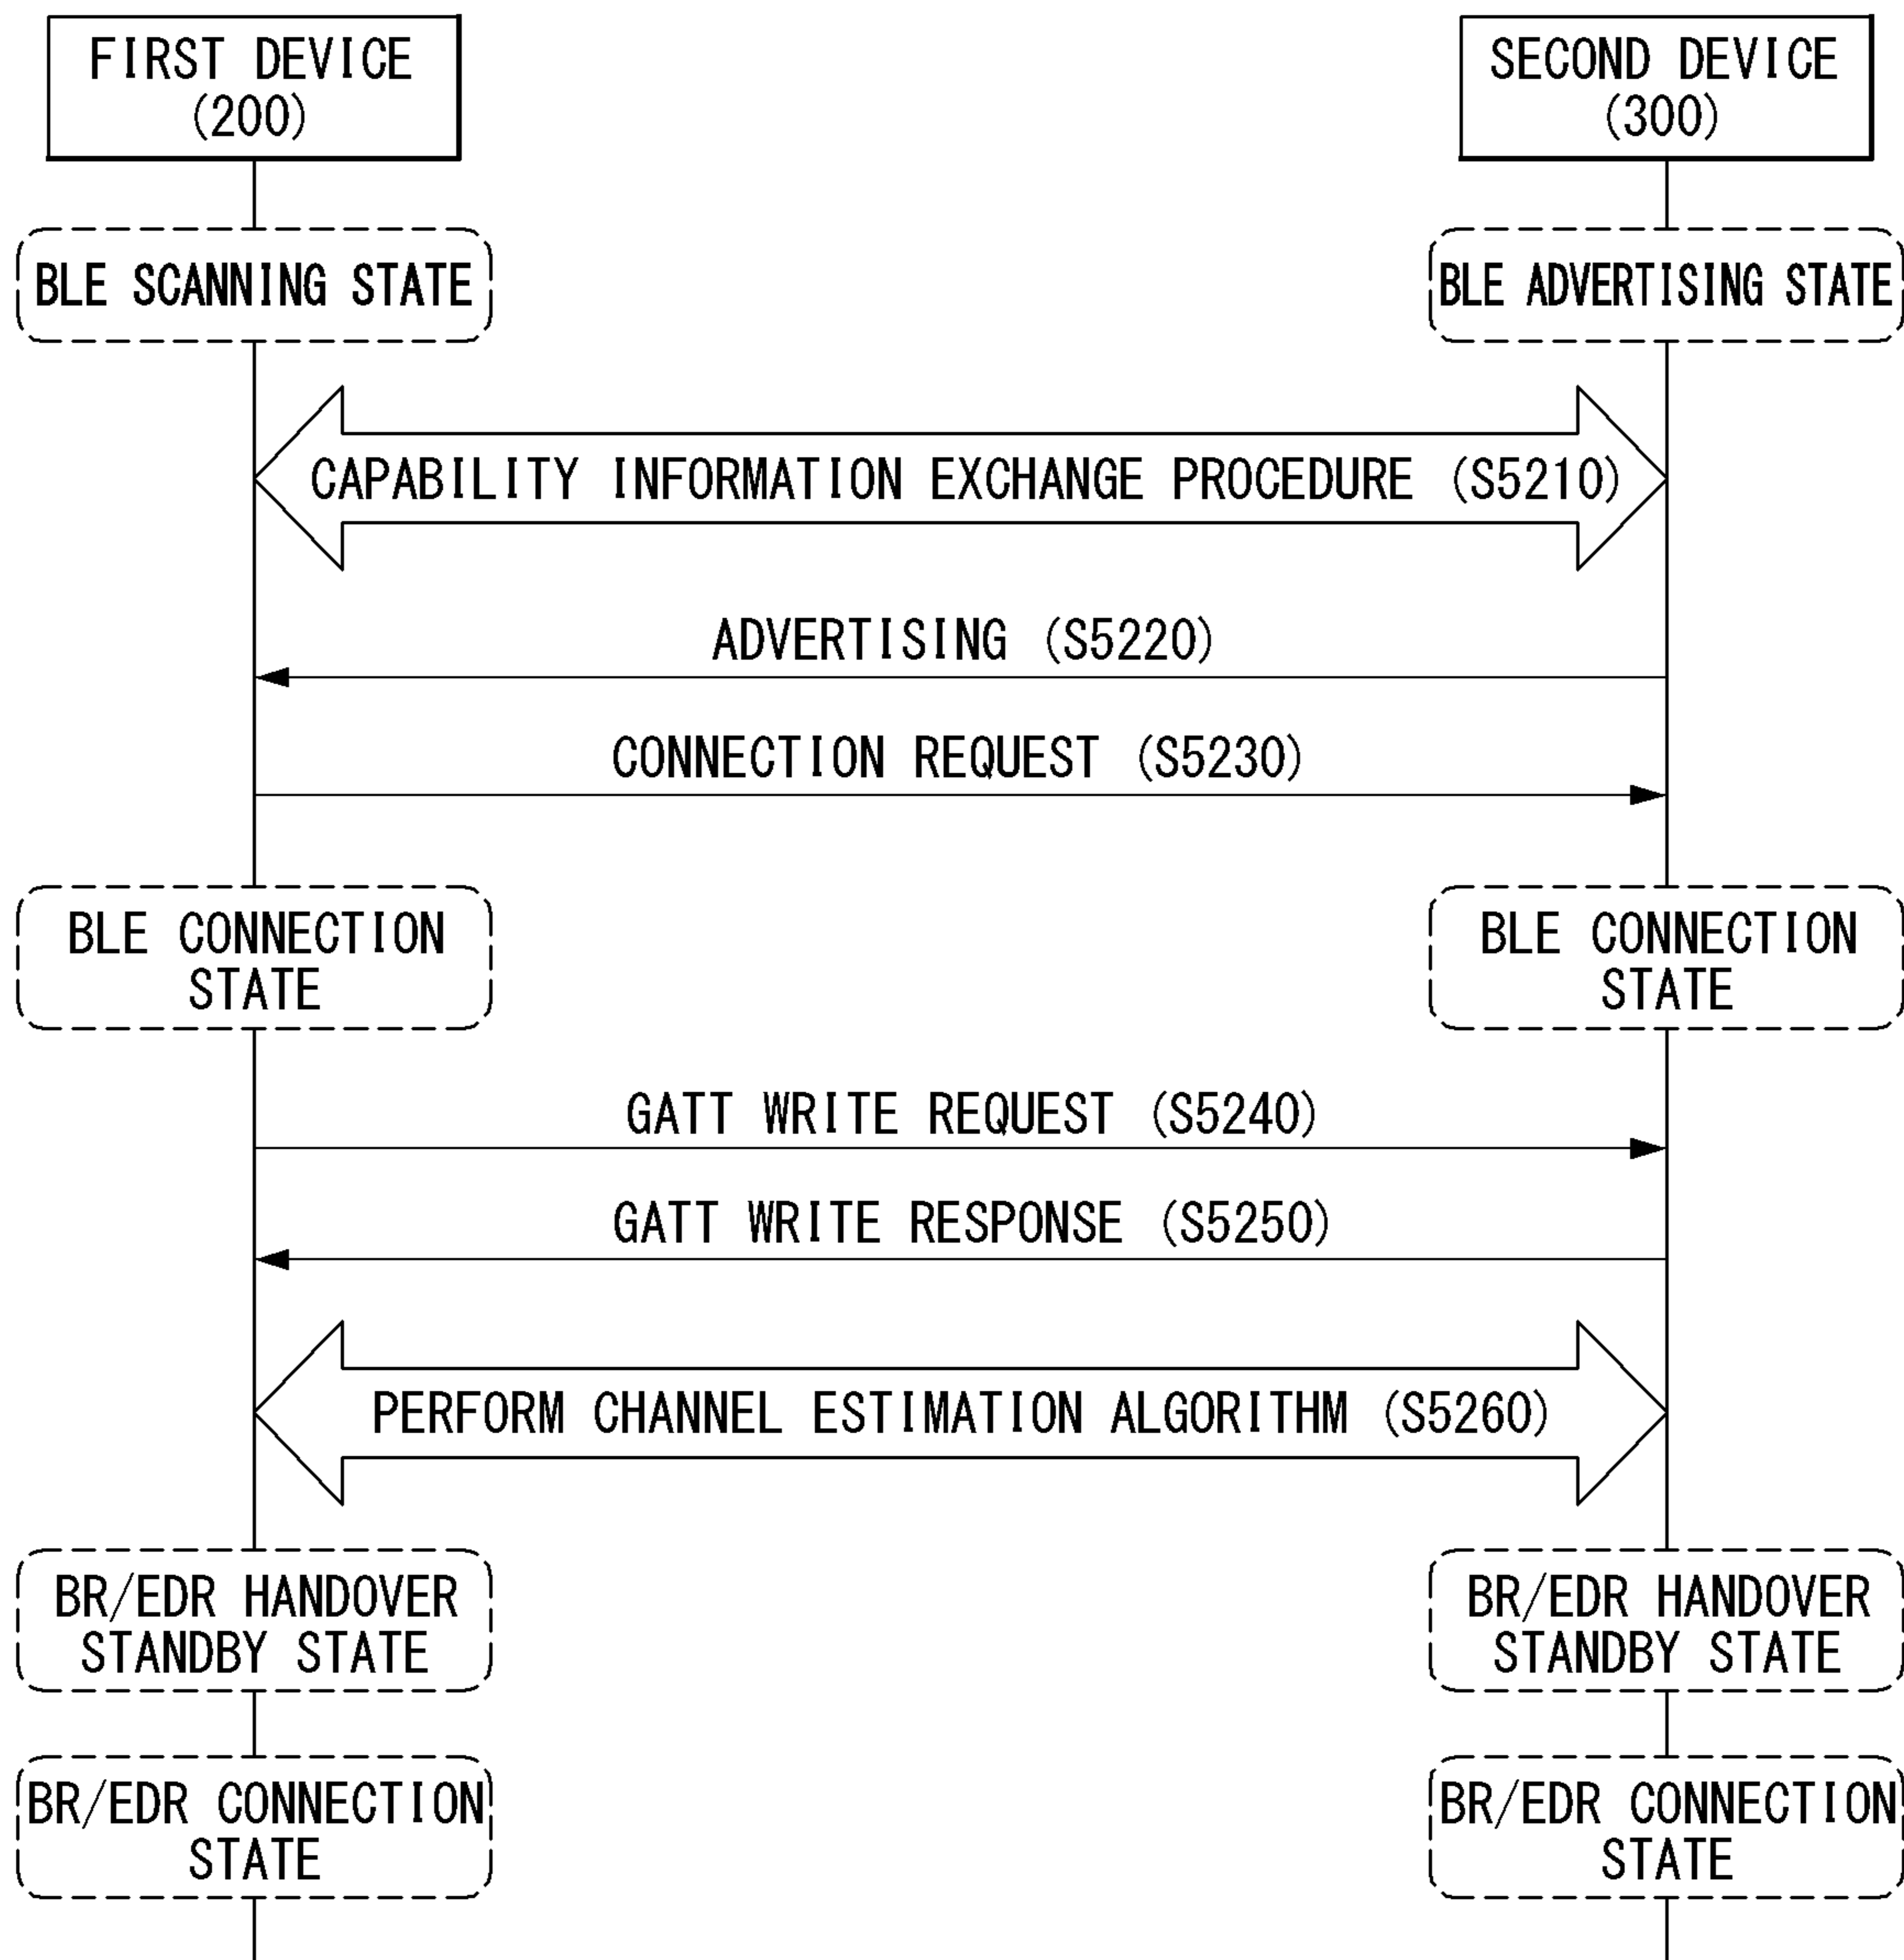 FIRST DEVICE
(200)
SECOND DEVICE
(300)
BLE SCANNING STATE
BLE ADVERTISING STATE
CAPABILITY INFORMATION EXCHANGE PROCEDURE (S5210)
ADVERTISING (S5220)
CONNECTION REQUEST (S5230)
BLE CONNECTION
STATE
BLE CONNECTION
STATE
GATT WRITE REQUEST (S5240)
GATT WRITE RESPONSE (S5250)
PERFORM CHANNEL ESTIMATION ALGORITHM (S5260)
BR/EDR HANDOVER
STANDBY STATE
BR/EDR HANDOVER
STANDBY STATE
BR/EDR CONNECTION
STATE
BR/EDR CONNECTION
STATE